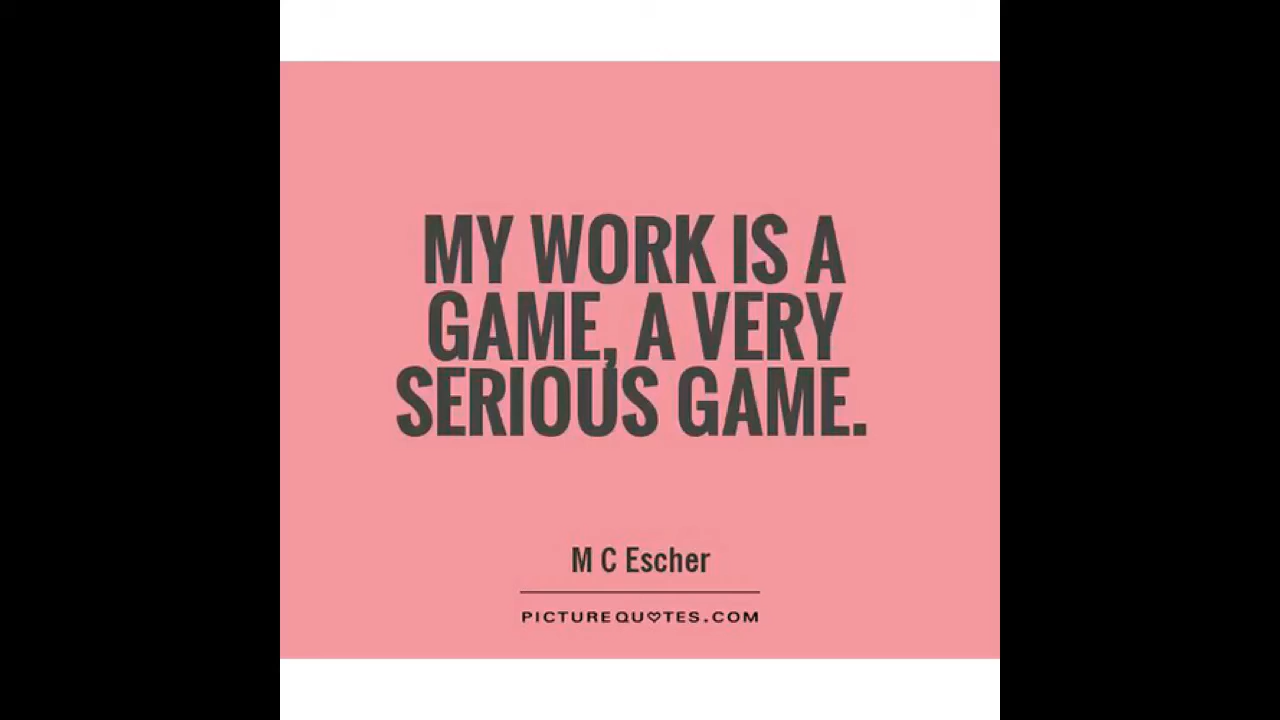 MY WORK IS A
GAME, A VERY
SERIOUS GAME.
M C Escher
PICTUREQUOTES.COM